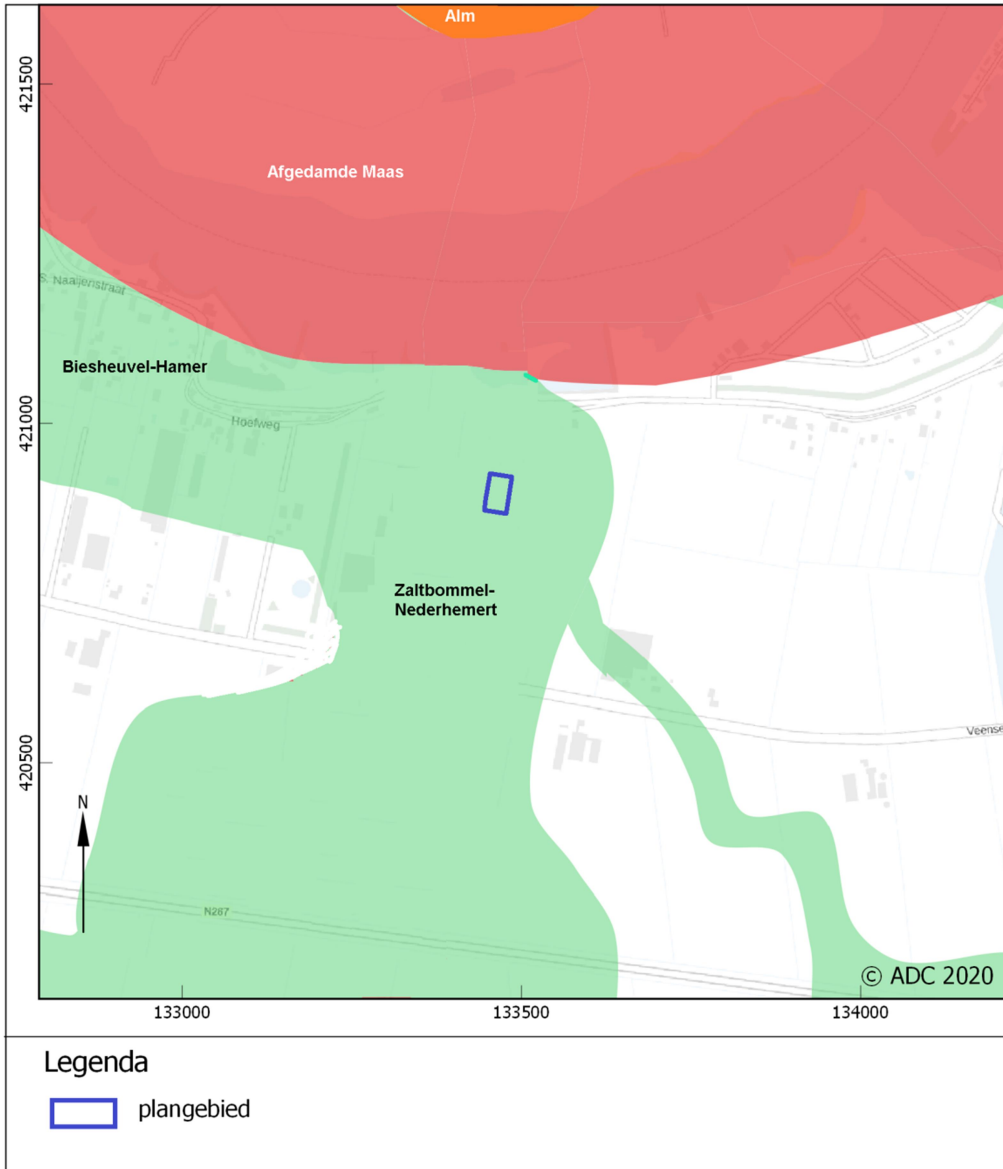 Alm
421500
Afgedamde Maas
S. Naaijenstraat
Biesheuvel-Hamer
421000
Hoefweg
Zaltbommel-
Nederhemert
420500
Veense
N
N267
© ADC 2020
133000
133500
134000
Legenda
plangebied